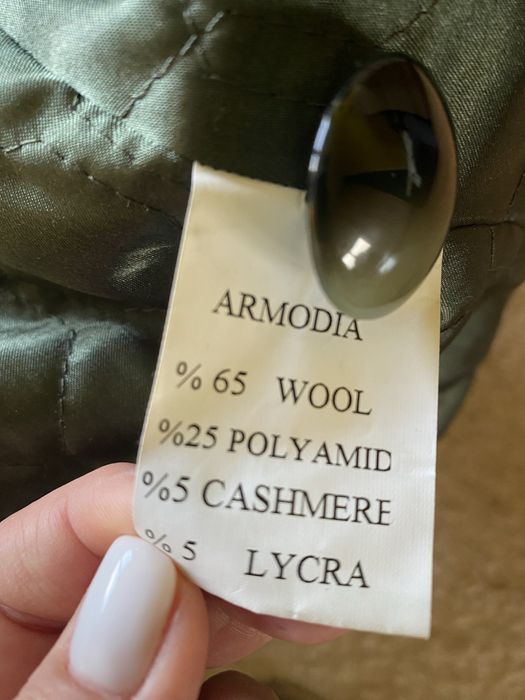 ARMODIA
% 65 WOOL
%25 POLYAMID
%5 CASHMERE
% 5 LYCRA